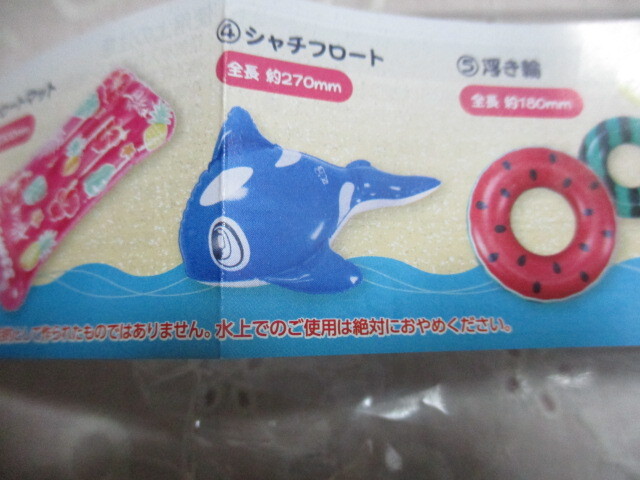 ④シャチフロート
全長 約270mm
⑤浮き輪
全長 約180mm
作られたものではありません。水上でのご使用は絶対におやめください。